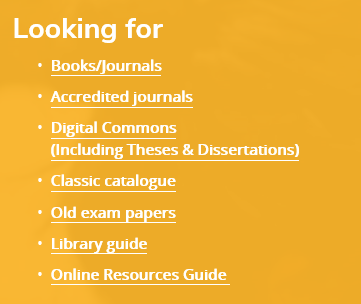 Looking for
• Books/Journals
• Accredited journals
• Digital Commons
(Including Theses & Dissertations)
• Classic catalogue
• Old exam papers
• Library guide
• Online Resources Guide